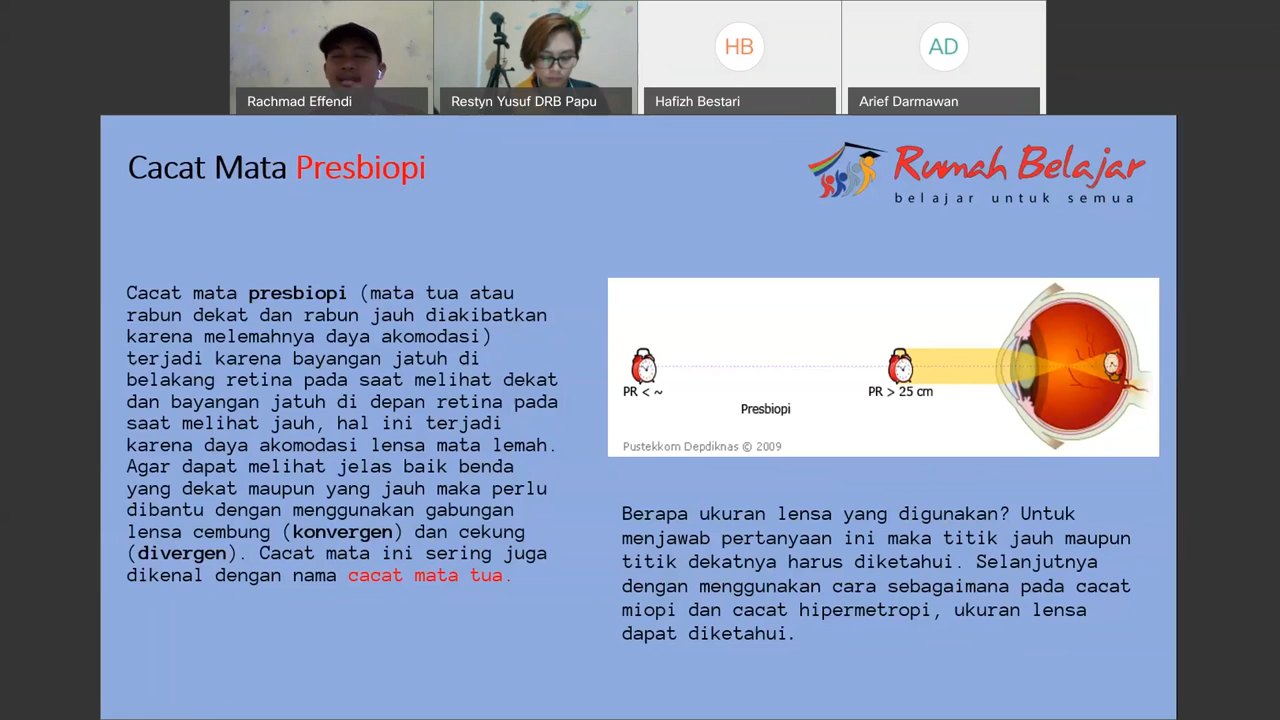 HB
AD
Rachmad Effendi
Restyn Yusuf DRB Papu
Hafizh Bestari
Arief Darmawan
Cacat Mata Presbiopi
Rumah Belajar
belajar untuk semua
Cacat mata presbiopi (mata tua atau
rabun dekat dan rabun jauh diakibatkan
karena melemahnya daya akomodasi)
terjadi karena bayangan jatuh di
belakang retina pada saat melihat dekat
dan bayangan jatuh di depan retina pada
saat melihat jauh, hal ini terjadi
karena daya akomodasi lensa mata lemah.
Agar dapat melihat jelas baik benda
yang dekat maupun yang jauh maka perlu
dibantu dengan menggunakan gabungan
lensa cembung (konvergen) dan cekung
(divergen). Cacat mata ini sering juga
dikenal dengan nama cacat mata tua.
PR < ~
PR > 25 cm
Presbiopi
Pustekkom Depdiknas © 2009
Berapa ukuran lensa yang digunakan? Untuk
menjawab pertanyaan ini maka titik jauh maupun
titik dekatnya harus diketahui. Selanjutnya
dengan menggunakan cara sebagaimana pada cacat
miopi dan cacat hipermetropi, ukuran lensa
dapat diketahui.